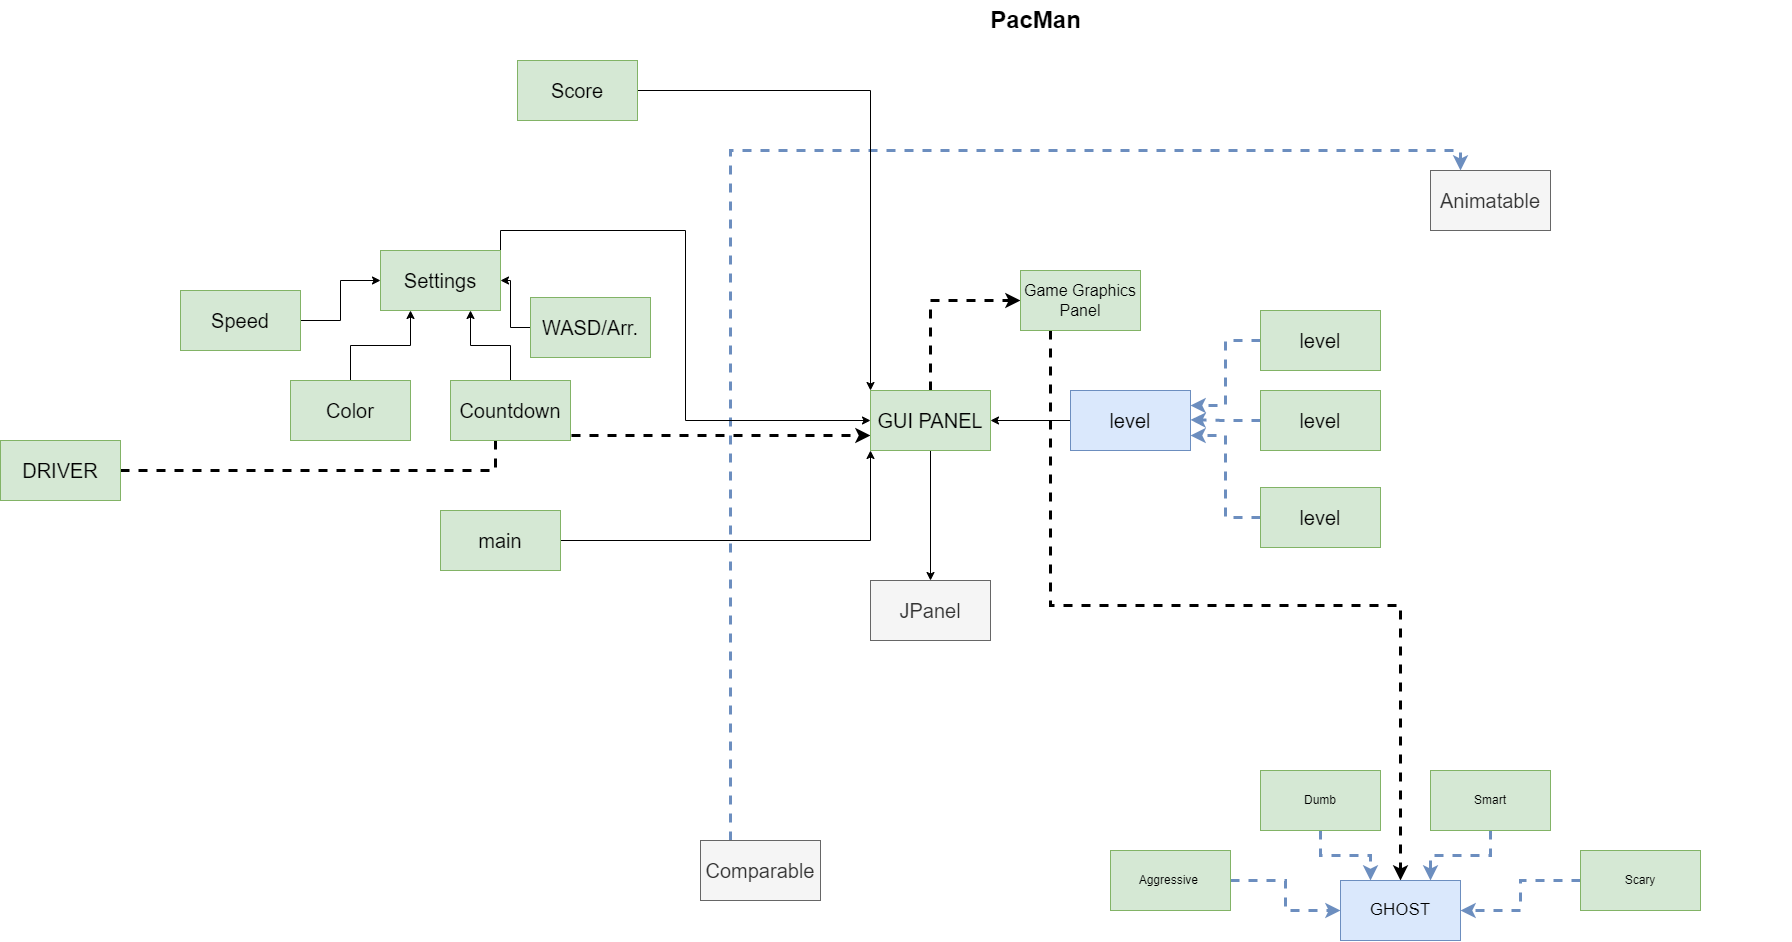 PacMan
Score
Animatable
Settings
Speed
WASD/Arr.
Game Graphics
Panel
level
Color
Countdown
GUI PANEL
level
level
DRIVER
level
main
JPanel
Dumb
Smart
Comparable
Aggressive
Scary
GHOST